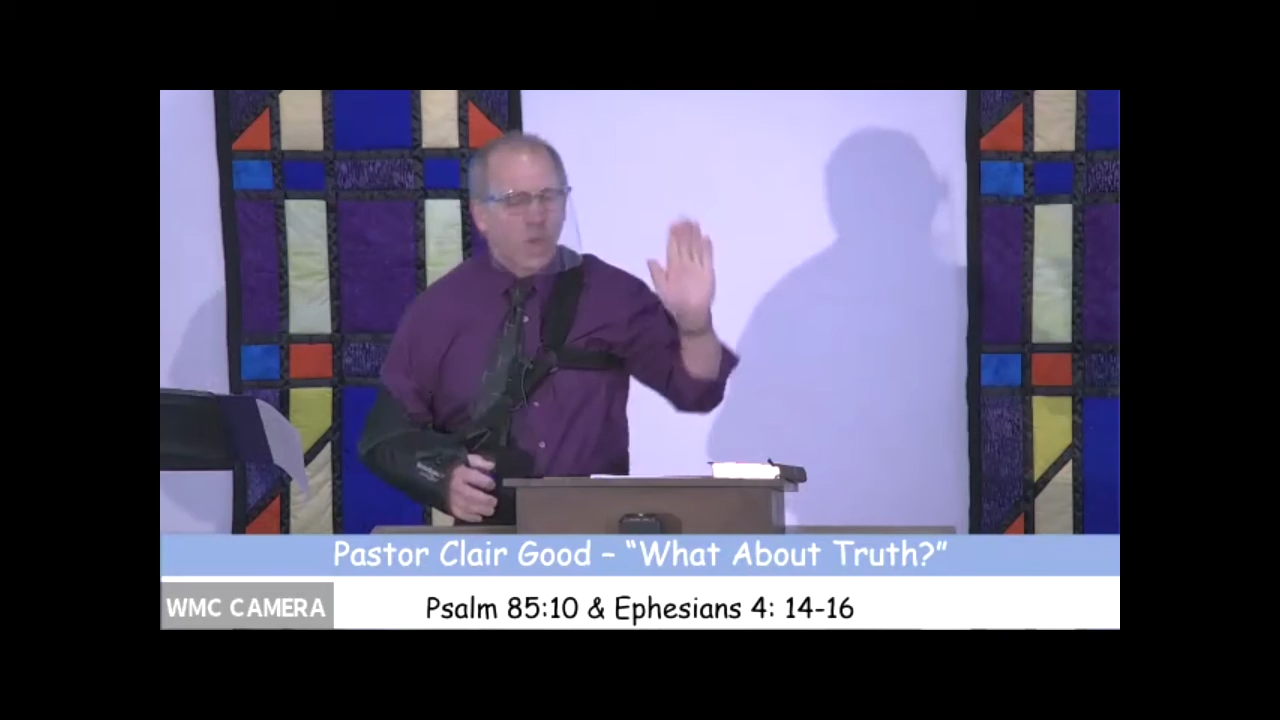 Pastor Clair Good – “What About Truth?”
WMC CAMERA
Psalm 85:10 & Ephesians 4: 14-16